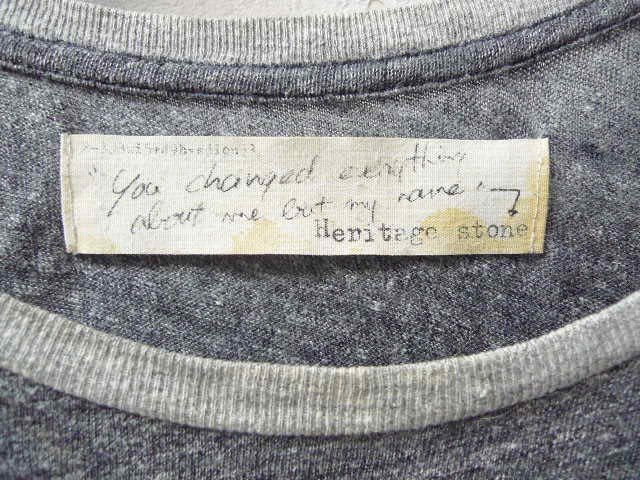 "You changed everything
about me but my name"
Heritage stone